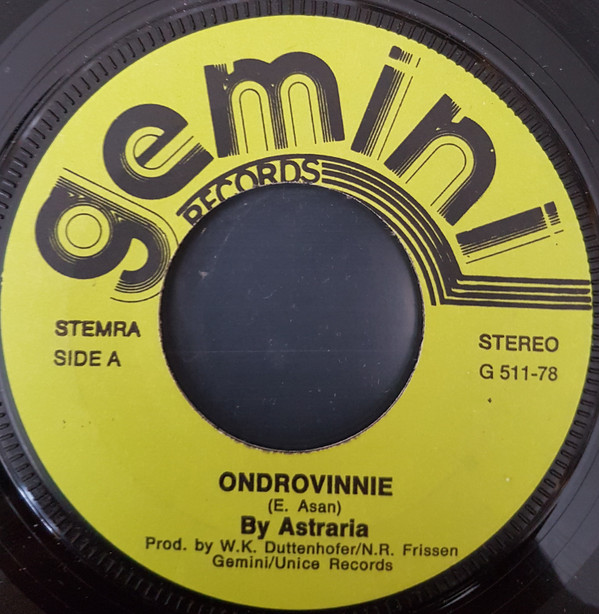 gemini
RECORDS
STEMRA
SIDE A
STEREO
G 511-78
ONDROVINNIE
(E. Asan)
By Astraria
Prod. by W.K. Duttenhofer/N.R. Frissen
Gemini/Unice Records